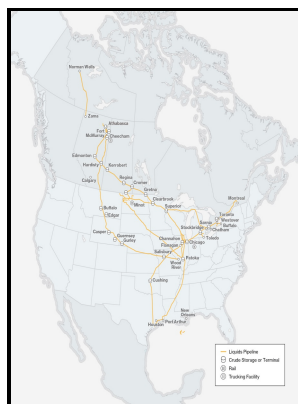 Norman Wells
Zama
Athabasca
Fort
McMurray
Cheecham
Edmonton
Hardisty
Kerrobert
Calgary
Regina
Cromer
Gretna
Clearbrook
Minot
Superior
Montreal
Toronto
Westover
Sarnia
Buffalo
Stockbridge
Chatham
Toledo
Buffalo
Edgar
Casper
Guernsey
Gurley
Channahon
Flanagan
Chicago
Salisbury
Patoka
Wood
River
Cushing
New
Orleans
Houston
Port Arthur
Liquids Pipeline
Crude Storage or Terminal
Rail
Trucking Facility